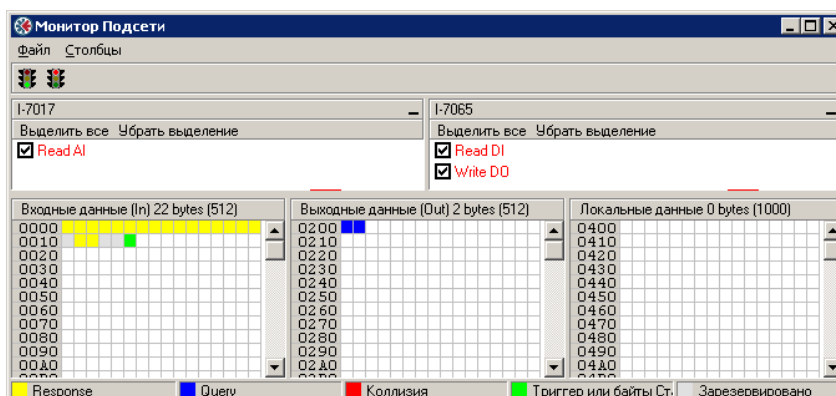 Монитор Подсети
Файл Столбцы
I-7017
Выделить все Убрать выделение
Read AI
I-7065
Выделить все Убрать выделение
Read DI
Write DO
Входные данные (In) 22 bytes (512)
0000
0010
0020
0030
0040
0050
0060
0070
0080
0090
00A0
Выходные данные (Out) 2 bytes (512)
0200
0210
0220
0230
0240
0250
0260
0270
0280
0290
02A0
Локальные данные 0 bytes (1000)
0400
0410
0420
0430
0440
0450
0460
0470
0480
0490
04A0
Response Query Коллизия Триггер или байты Ст. Зарезервировано